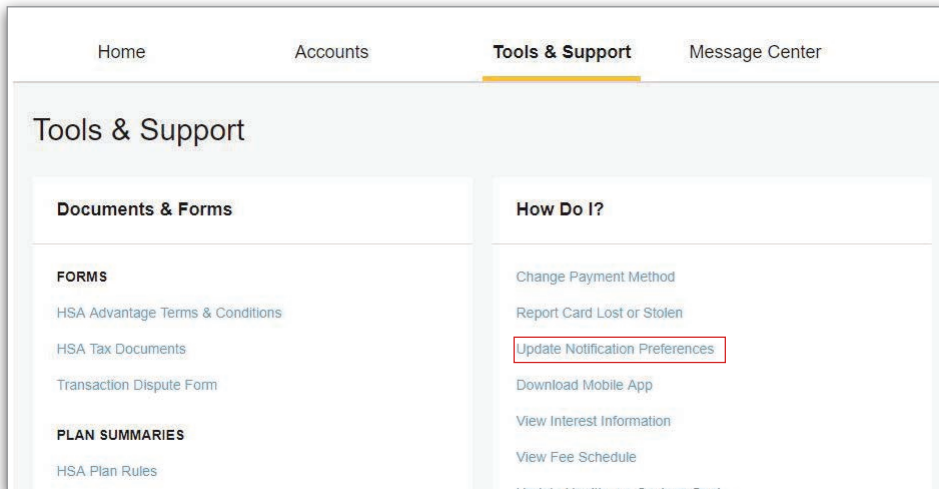 Home Accounts Tools & Support Message Center
Tools & Support
Documents & Forms
FORMS
HSA Advantage Terms & Conditions
HSA Tax Documents
Transaction Dispute Form
PLAN SUMMARIES
HSA Plan Rules
How Do I?
Change Payment Method
Report Card Lost or Stolen
Update Notification Preferences
Download Mobile App
View Interest Information
View Fee Schedule